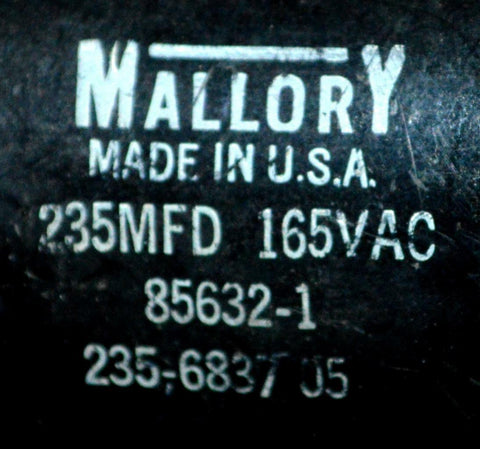 MALLORY
MADE IN U.S.A.
235MFD 165VAC
85632-1
235-6837 J5